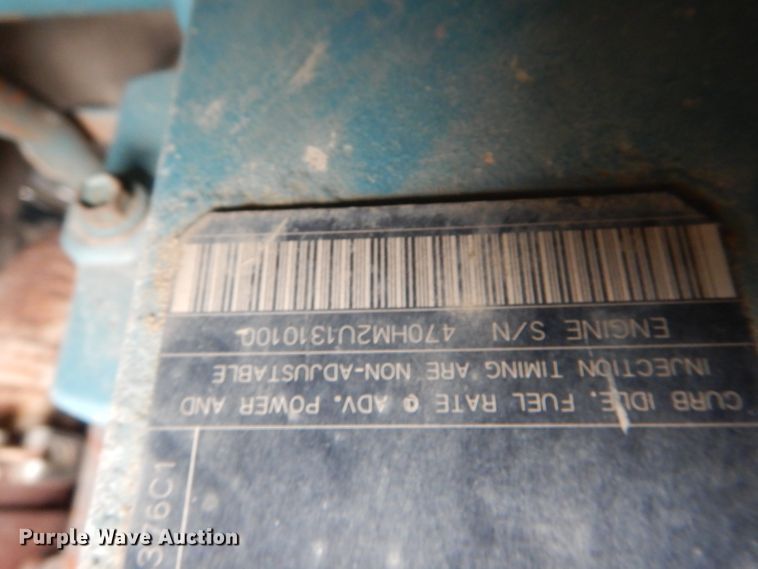 CURB IDLE, FUEL RATE @ ADV. POWER AND
INJECTION TIMING ARE NON-ADJUSTABLE
ENGINE S/N 470HM2U1310100
Purple Wave Auction